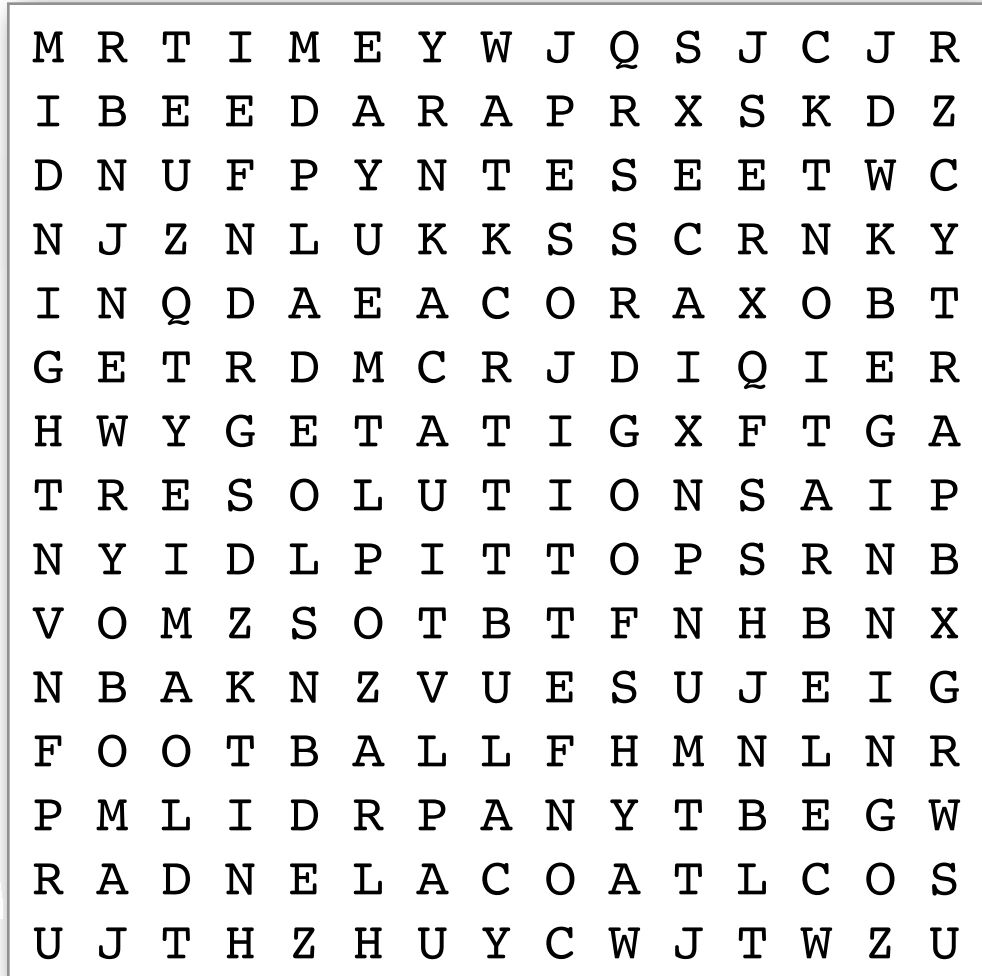 M R T I M E Y W J Q S J C J R
I B E E D A R A P R X S K D Z
D N U F P Y N T E S E E T W C
N J Z N L U K K S S C R N K Y
I N Q D A E A C O R A X O B T
G E T R D M C R J D I Q I E R
H W Y G E T A T I G X F T G A
T R E S O L U T I O N S A I P
N Y I D L P I T T O P S R N B
V O M Z S O T B T F N H B N X
N B A K N Z V U E S U J E I G
F O O T B A L L F H M N L N R
P M L I D R P A N Y T B E G W
R A D N E L A C O A T L C O S
U J T H Z H U Y C W J T W Z U